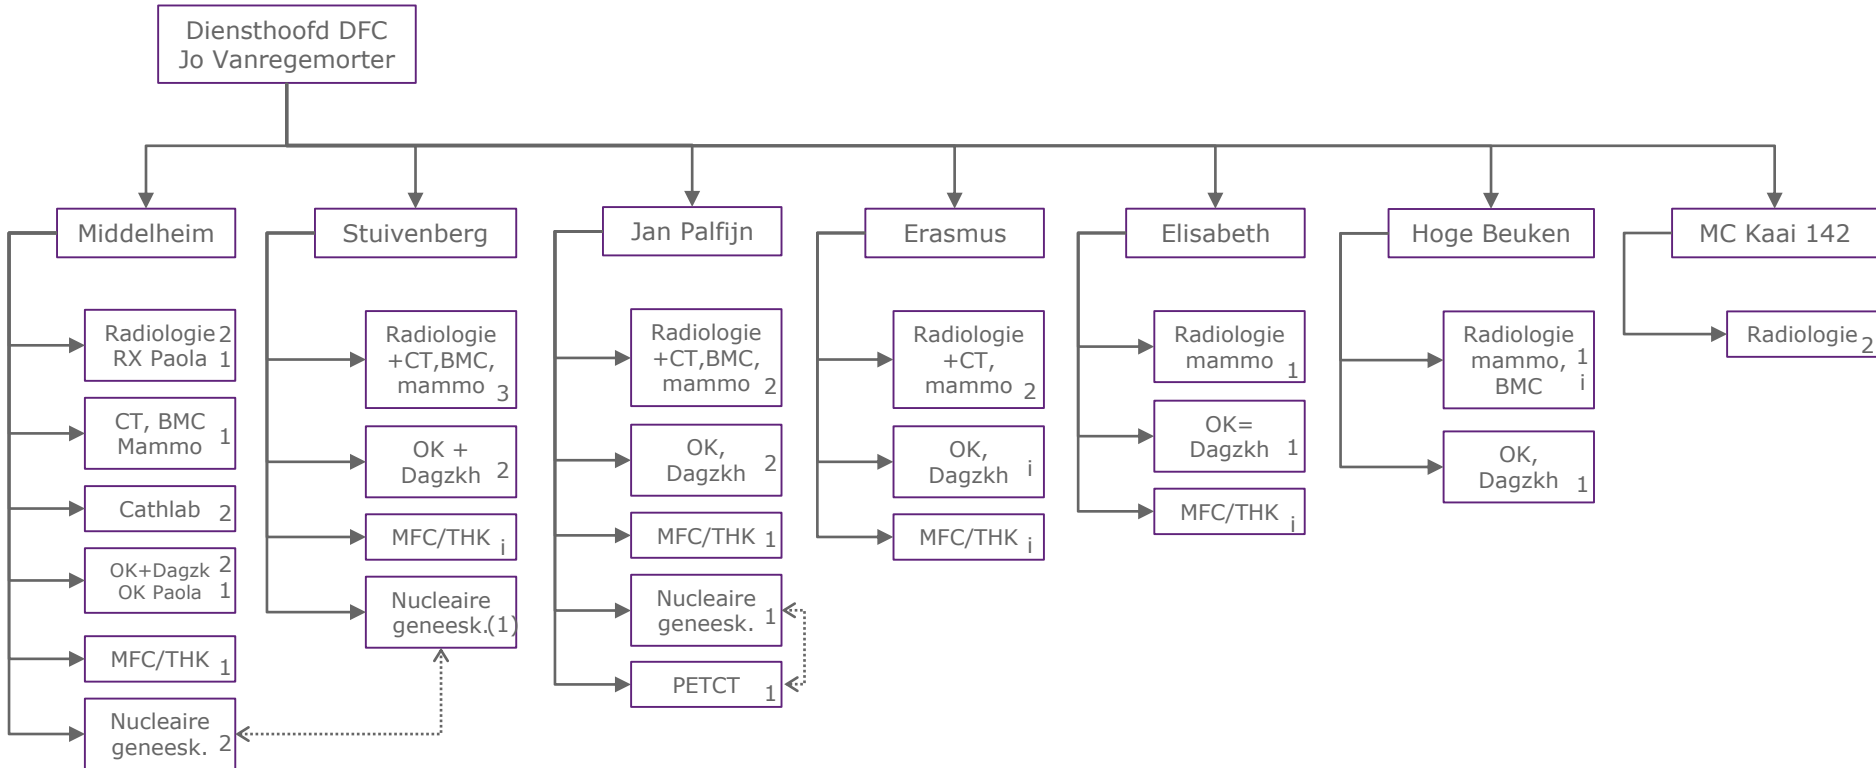 Diensthoofd DFC
Jo Vanregemorter
Middelheim
Stuivenberg
Jan Palfijn
Erasmus
Elisabeth
Hoge Beuken
MC Kaai 142
Radiologie 2
RX Paola 1
CT, BMC
Mammo 1
Cathlab 2
OK+Dagzk 2
OK Paola 1
MFC/THK 1
Nucleaire
geneesk. 2
Radiologie
+CT,BMC,
mammo 3
OK +
Dagzkh 2
MFC/THK i
Nucleaire
geneesk.(1)
Radiologie
+CT,BMC,
mammo 2
OK,
Dagzkh 2
MFC/THK 1
Nucleaire
geneesk. 1
PETCT 1
Radiologie
+CT,
mammo 2
OK,
Dagzkh i
MFC/THK i
Radiologie
mammo 1
OK=
Dagzkh 1
MFC/THK i
Radiologie
mammo, 1
BMC i
OK,
Dagzkh 1
Radiologie 2